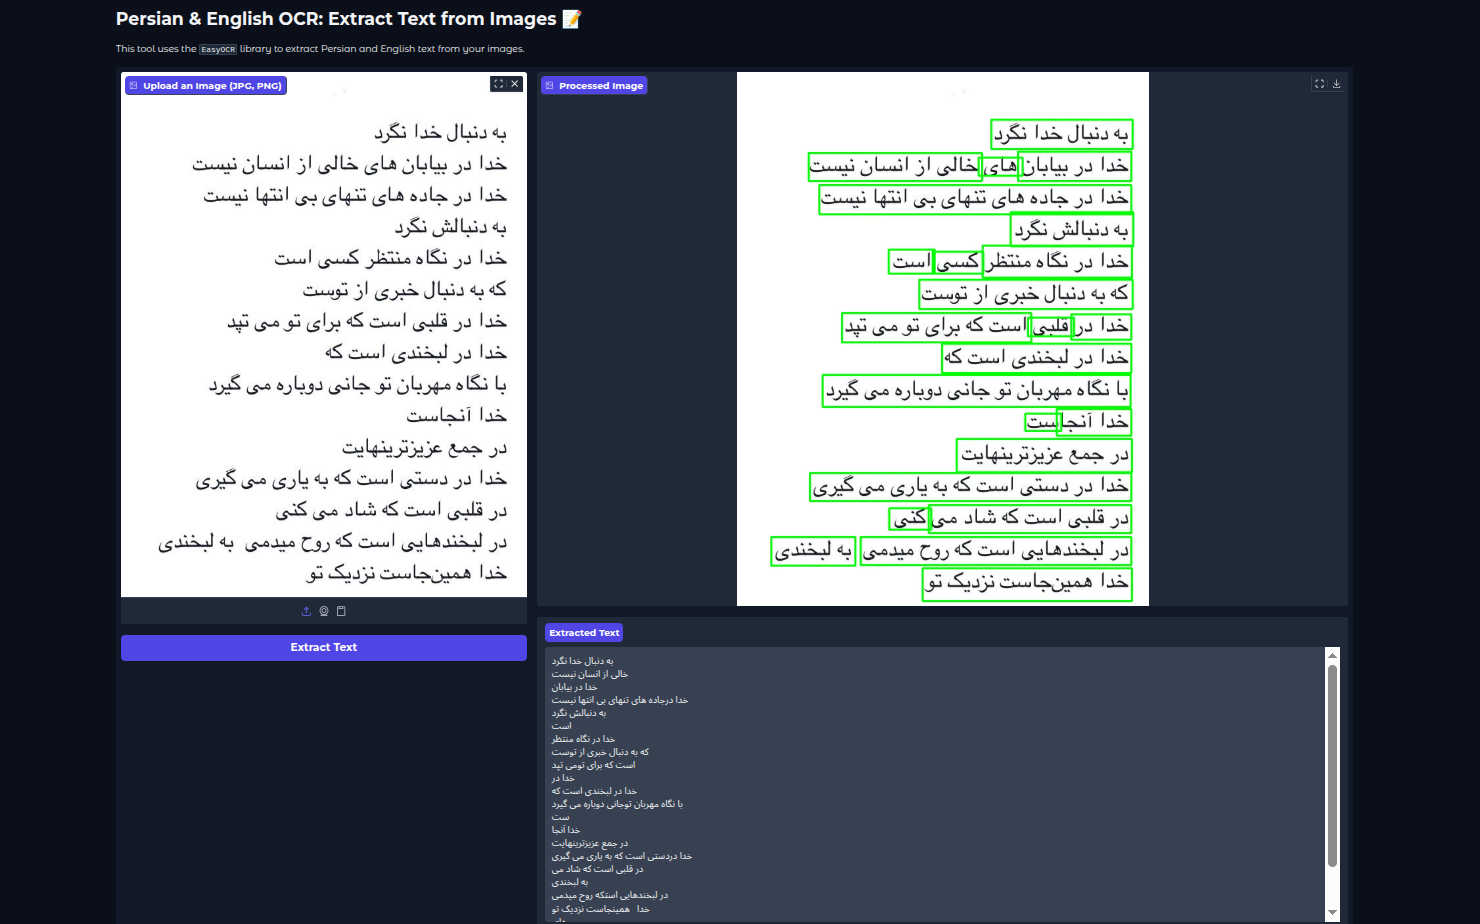 Persian & English OCR: Extract Text from Images 📝
This tool uses the EasyOCR library to extract Persian and English text from your images.
Upload an Image (JPG, PNG)
به دنبال خدا نگرد
خدا در بیابان های خالی از انسان نیست
خدا در جاده های تنهای بی انتها نیست
به دنبالش نگرد
خدا در نگاه منتظر کسی است
که به دنبال خبری از توست
خدا در قلبی است که برای تو می تپد
خدا در لبخندی است که
با نگاه مهربان تو جانی دوباره می گیرد
خدا آنجاست
در جمع عزیزترینهایت
خدا در دستی است که به یاری می گیری
در قلبی است که شاد می کنی
در لبخندهایی است که روح میدمی به لبخندی
خدا همین‌جاست نزدیک تو
Extract Text
Processed Image
به دنبال خدا نگرد
خدا در بیابان های خالی از انسان نیست
خدا در جاده های تنهای بی انتها نیست
به دنبالش نگرد
خدا در نگاه منتظر کسی است
که به دنبال خبری از توست
خدا در قلبی است که برای تو می تپد
خدا در لبخندی است که
با نگاه مهربان تو جانی دوباره می گیرد
خدا آنجاست
در جمع عزیزترینهایت
خدا در دستی است که به یاری می گیری
در قلبی است که شاد می کنی
در لبخندهایی است که روح میدمی به لبخندی
خدا همین‌جاست نزدیک تو
Extracted Text
به دنبال خدا نگرد
خالی از انسان نیست
خدا در بیابان
خدا درجاده های تنهای بی انتها نیست
به دنبالش نگرد
است
خدا در نگاه منتظر
که به دنبال خبری از توست
است که برای تومی تپد
خدا در
خدا در لبخندی است که
با نگاه مهربان توجانی دوباره می گیرد
ست
خدا آنجا
در جمع عزیزترینهایت
خدا دردستی است که به یاری می گیری
در قلبی است که شاد می
به لبخندی
در لبخندهایی استکه روح میدمی
خدا همینجاست نزدیک تو